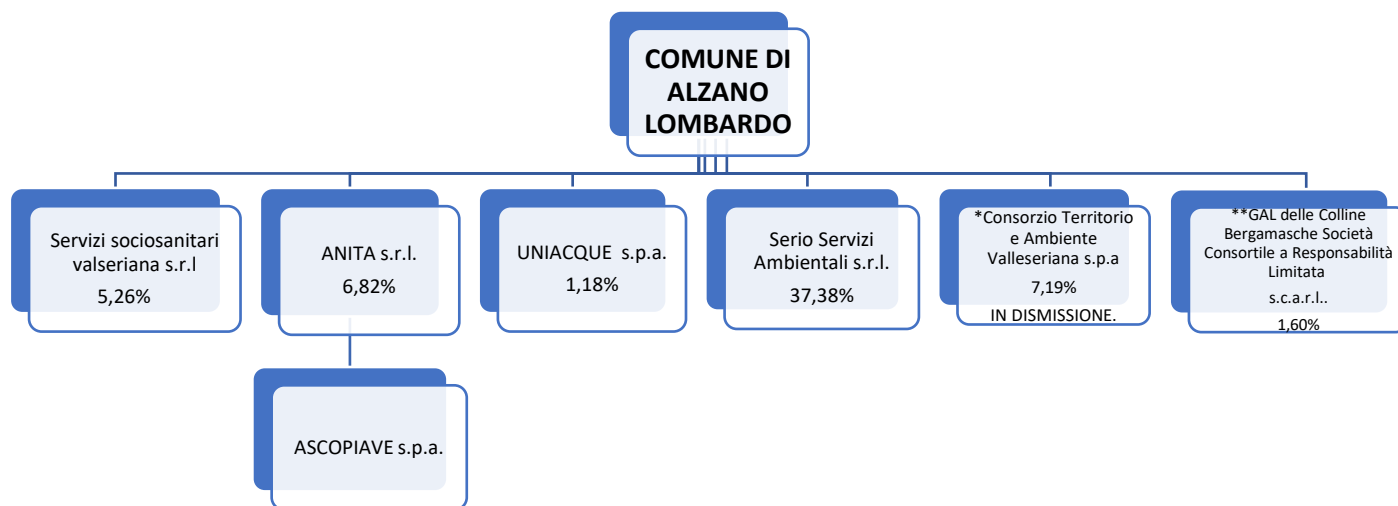 COMUNE DI
ALZANO
LOMBARDO
Servizi sociosanitari
valseriana s.r.l
5,26%
ANITA s.r.l.
6,82%
UNIACQUE s.p.a.
1,18%
Serio Servizi
Ambientali s.r.l.
37,38%
*Consorzio Territorio
e Ambiente
Valleseriana s.p.a
7,19%
IN DISMISSIONE.
**GAL delle Colline
Bergamasche Società
Consortile a Responsabilità
Limitata
s.c.a.r.l..
1,60%
ASCOPIAVE s.p.a.